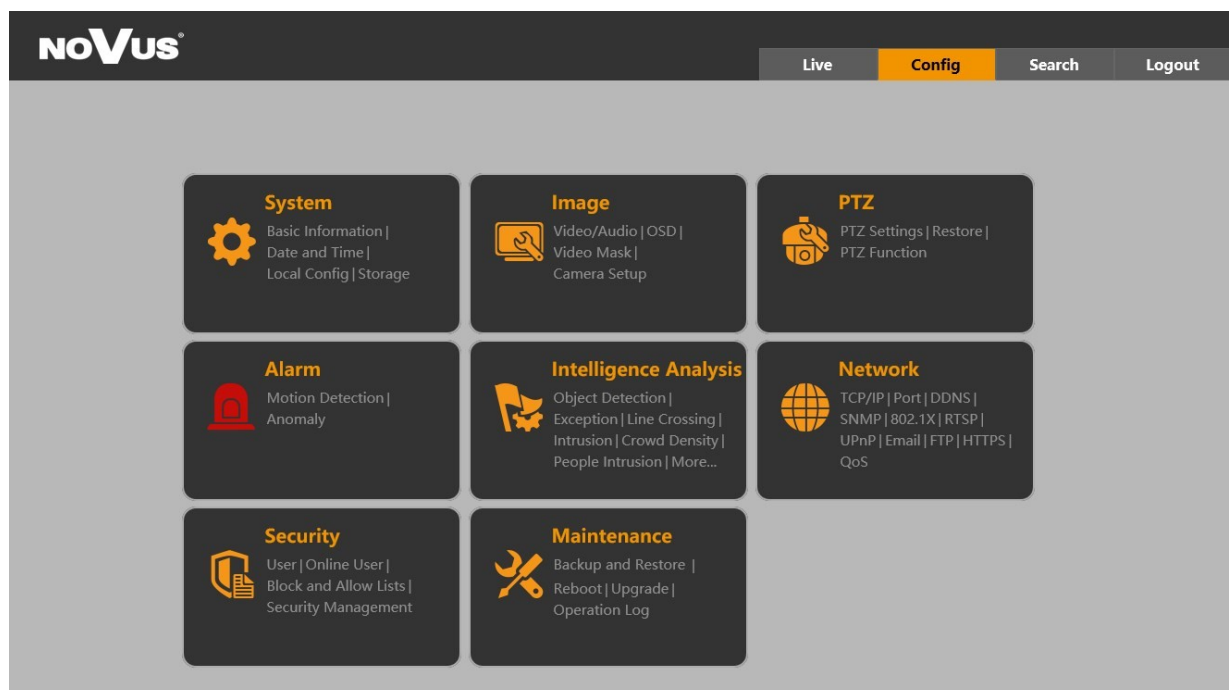 NOVUS®
Live Config Search Logout
System
Basic Information |
Date and Time |
Local Config | Storage
Image
Video/Audio | OSD |
Video Mask |
Camera Setup
PTZ
PTZ Settings | Restore |
PTZ Function
Alarm
Motion Detection |
Anomaly
Intelligence Analysis
Object Detection |
Exception | Line Crossing |
Intrusion | Crowd Density |
People Intrusion | More...
Network
TCP/IP | Port | DDNS |
SNMP | 802.1X | RTSP |
UPnP | Email | FTP | HTTPS |
QoS
Security
User | Online User |
Block and Allow Lists |
Security Management
Maintenance
Backup and Restore |
Reboot | Upgrade |
Operation Log